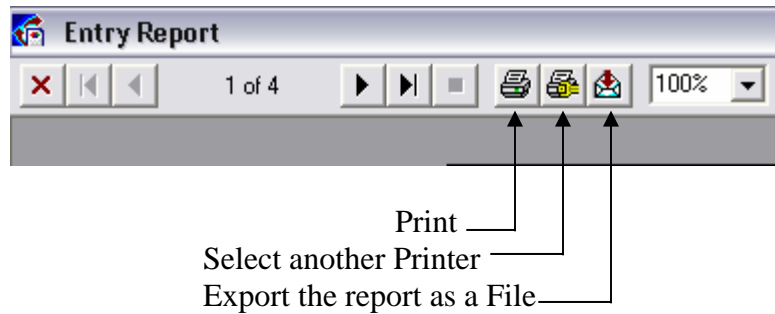 Entry Report
1 of 4 100%
Print
Select another Printer
Export the report as a File